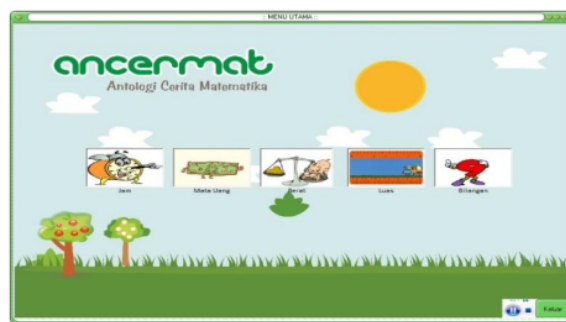 :: MENU UTAMA ::
ancermat
Antologi Cerita Matematika
Jam
Mata Uang
Berat
Luas
Bilangan
Keluar